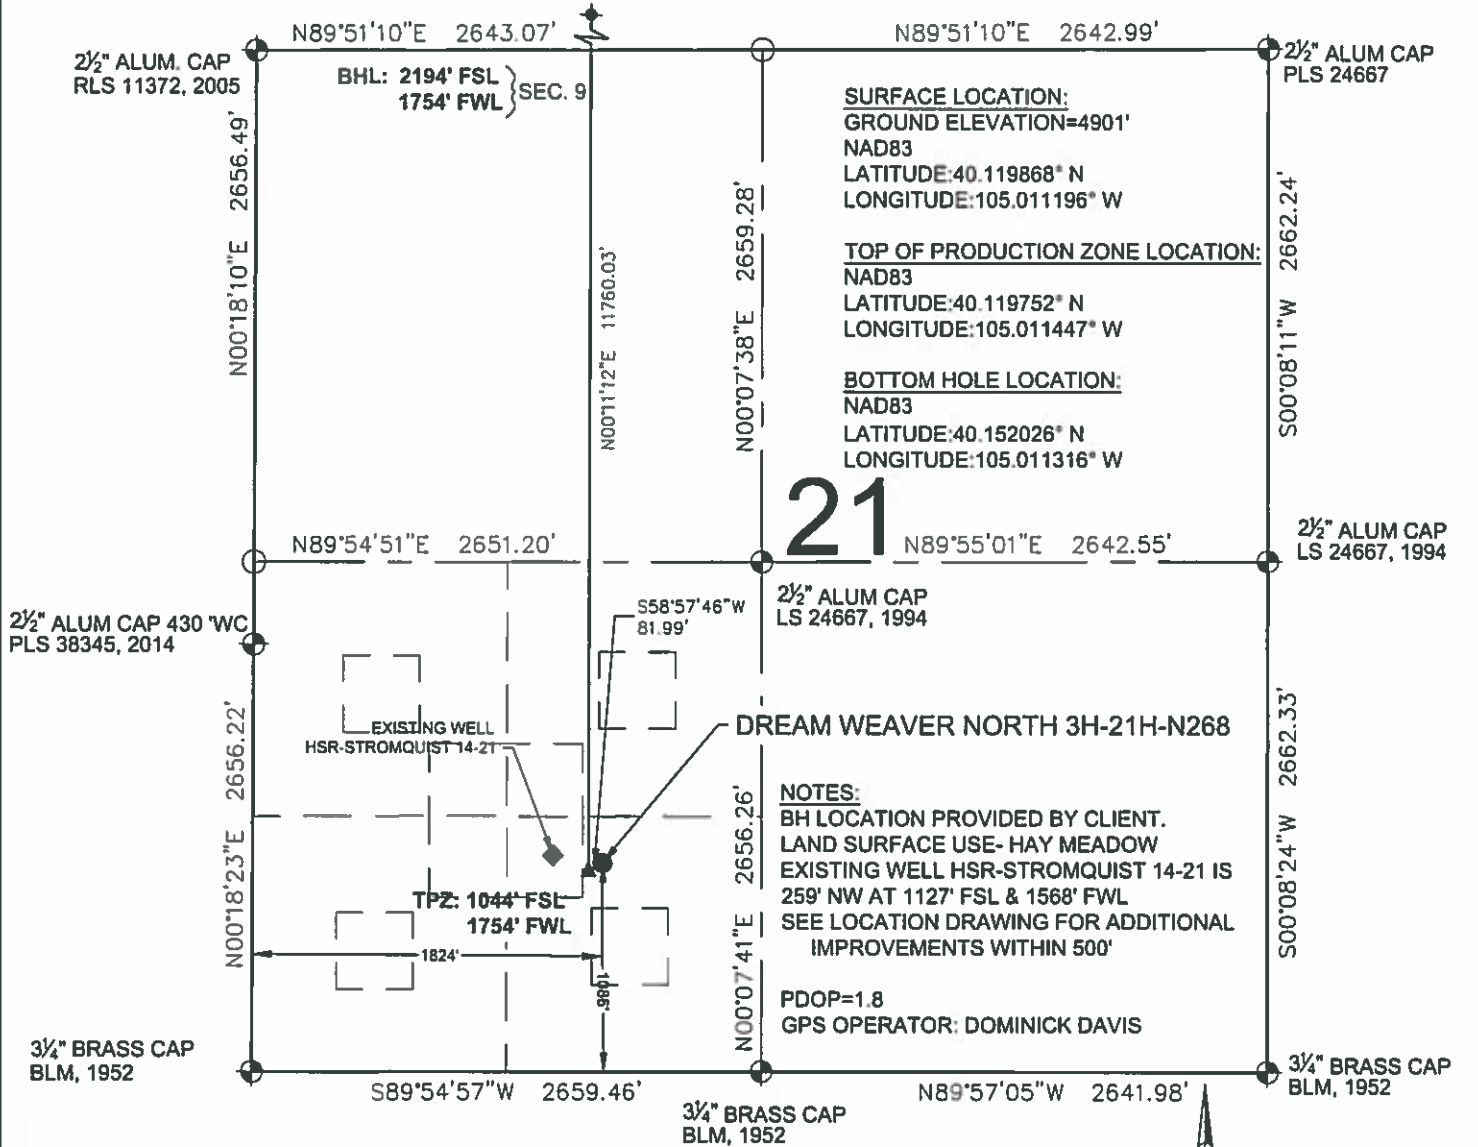 N89°51'10"E 2643.07'
N89°51'10"E 2642.99'
2½" ALUM. CAP
RLS 11372, 2005
2½" ALUM CAP
PLS 24667
BHL: 2194' FSL
1754' FWL
SEC. 9
SURFACE LOCATION:
GROUND ELEVATION=4901'
NAD83
LATITUDE:40.119868° N
LONGITUDE:105.011196° W
TOP OF PRODUCTION ZONE LOCATION:
NAD83
LATITUDE:40.119752° N
LONGITUDE:105.011447° W
BOTTOM HOLE LOCATION:
NAD83
LATITUDE:40.152026° N
LONGITUDE:105.011316° W
N00°18'10"E 2656.49'
N00°11'12"E 11760.03'
N00°07'38"E 2659.28'
S00°08'11"W 2662.24'
21
N89°54'51"E 2651.20'
N89°55'01"E 2642.55'
2½" ALUM CAP
LS 24667, 1994
2½" ALUM CAP
LS 24667, 1994
S58°57'46"W
81.99'
2½" ALUM CAP 430 'WC
PLS 38345, 2014
EXISTING WELL
HSR-STROMQUIST 14-21
DREAM WEAVER NORTH 3H-21H-N268
N00°18'23"E 2656.22'
N00°07'41"E 2656.26'
S00°08'24"W 2662.33'
NOTES:
BH LOCATION PROVIDED BY CLIENT.
LAND SURFACE USE- HAY MEADOW
EXISTING WELL HSR-STROMQUIST 14-21 IS
259' NW AT 1127' FSL & 1568' FWL
SEE LOCATION DRAWING FOR ADDITIONAL
IMPROVEMENTS WITHIN 500'
TPZ: 1044' FSL
1754' FWL
1824'
1086'
PDOP=1.8
GPS OPERATOR: DOMINICK DAVIS
3¼" BRASS CAP
BLM, 1952
S89°54'57"W 2659.46'
3¼" BRASS CAP
BLM, 1952
N89°57'05"W 2641.98'
3¼" BRASS CAP
BLM, 1952